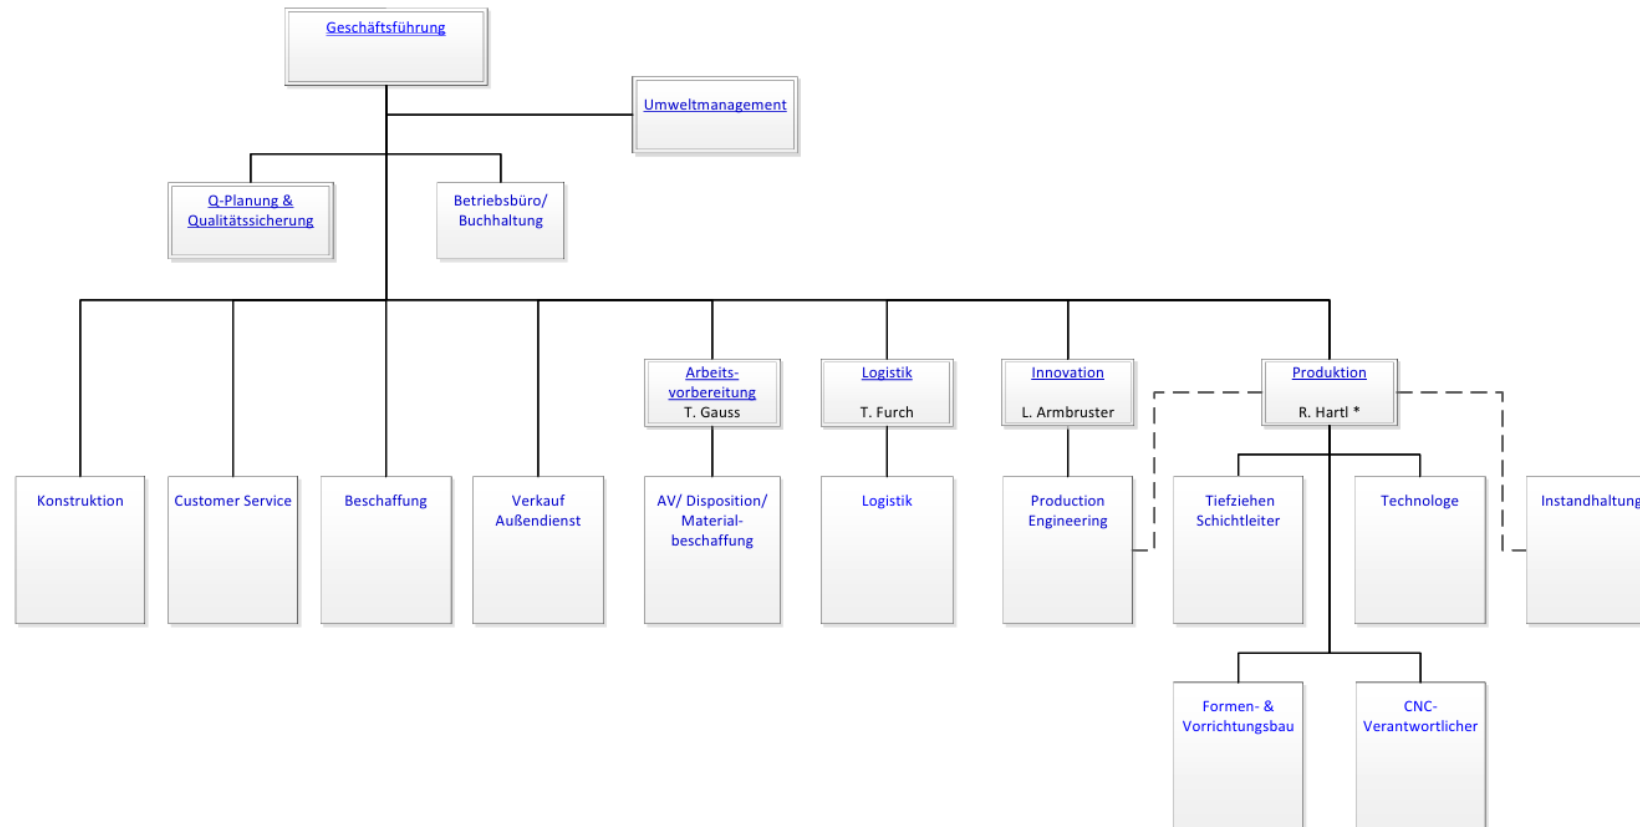 Geschäftsführung
Umweltmanagement
Q-Planung &
Qualitätssicherung
Betriebsbüro/
Buchhaltung
Arbeits-
vorbereitung
T. Gauss
Logistik
T. Furch
Innovation
L. Armbruster
Produktion
R. Hartl *
Konstruktion
Customer Service
Beschaffung
Verkauf
Außendienst
AV/ Disposition/
Material-
beschaffung
Logistik
Production
Engineering
Tiefziehen
Schichtleiter
Technologe
Instandhaltung
Formen- &
Vorrichtungsbau
CNC-
Verantwortlicher